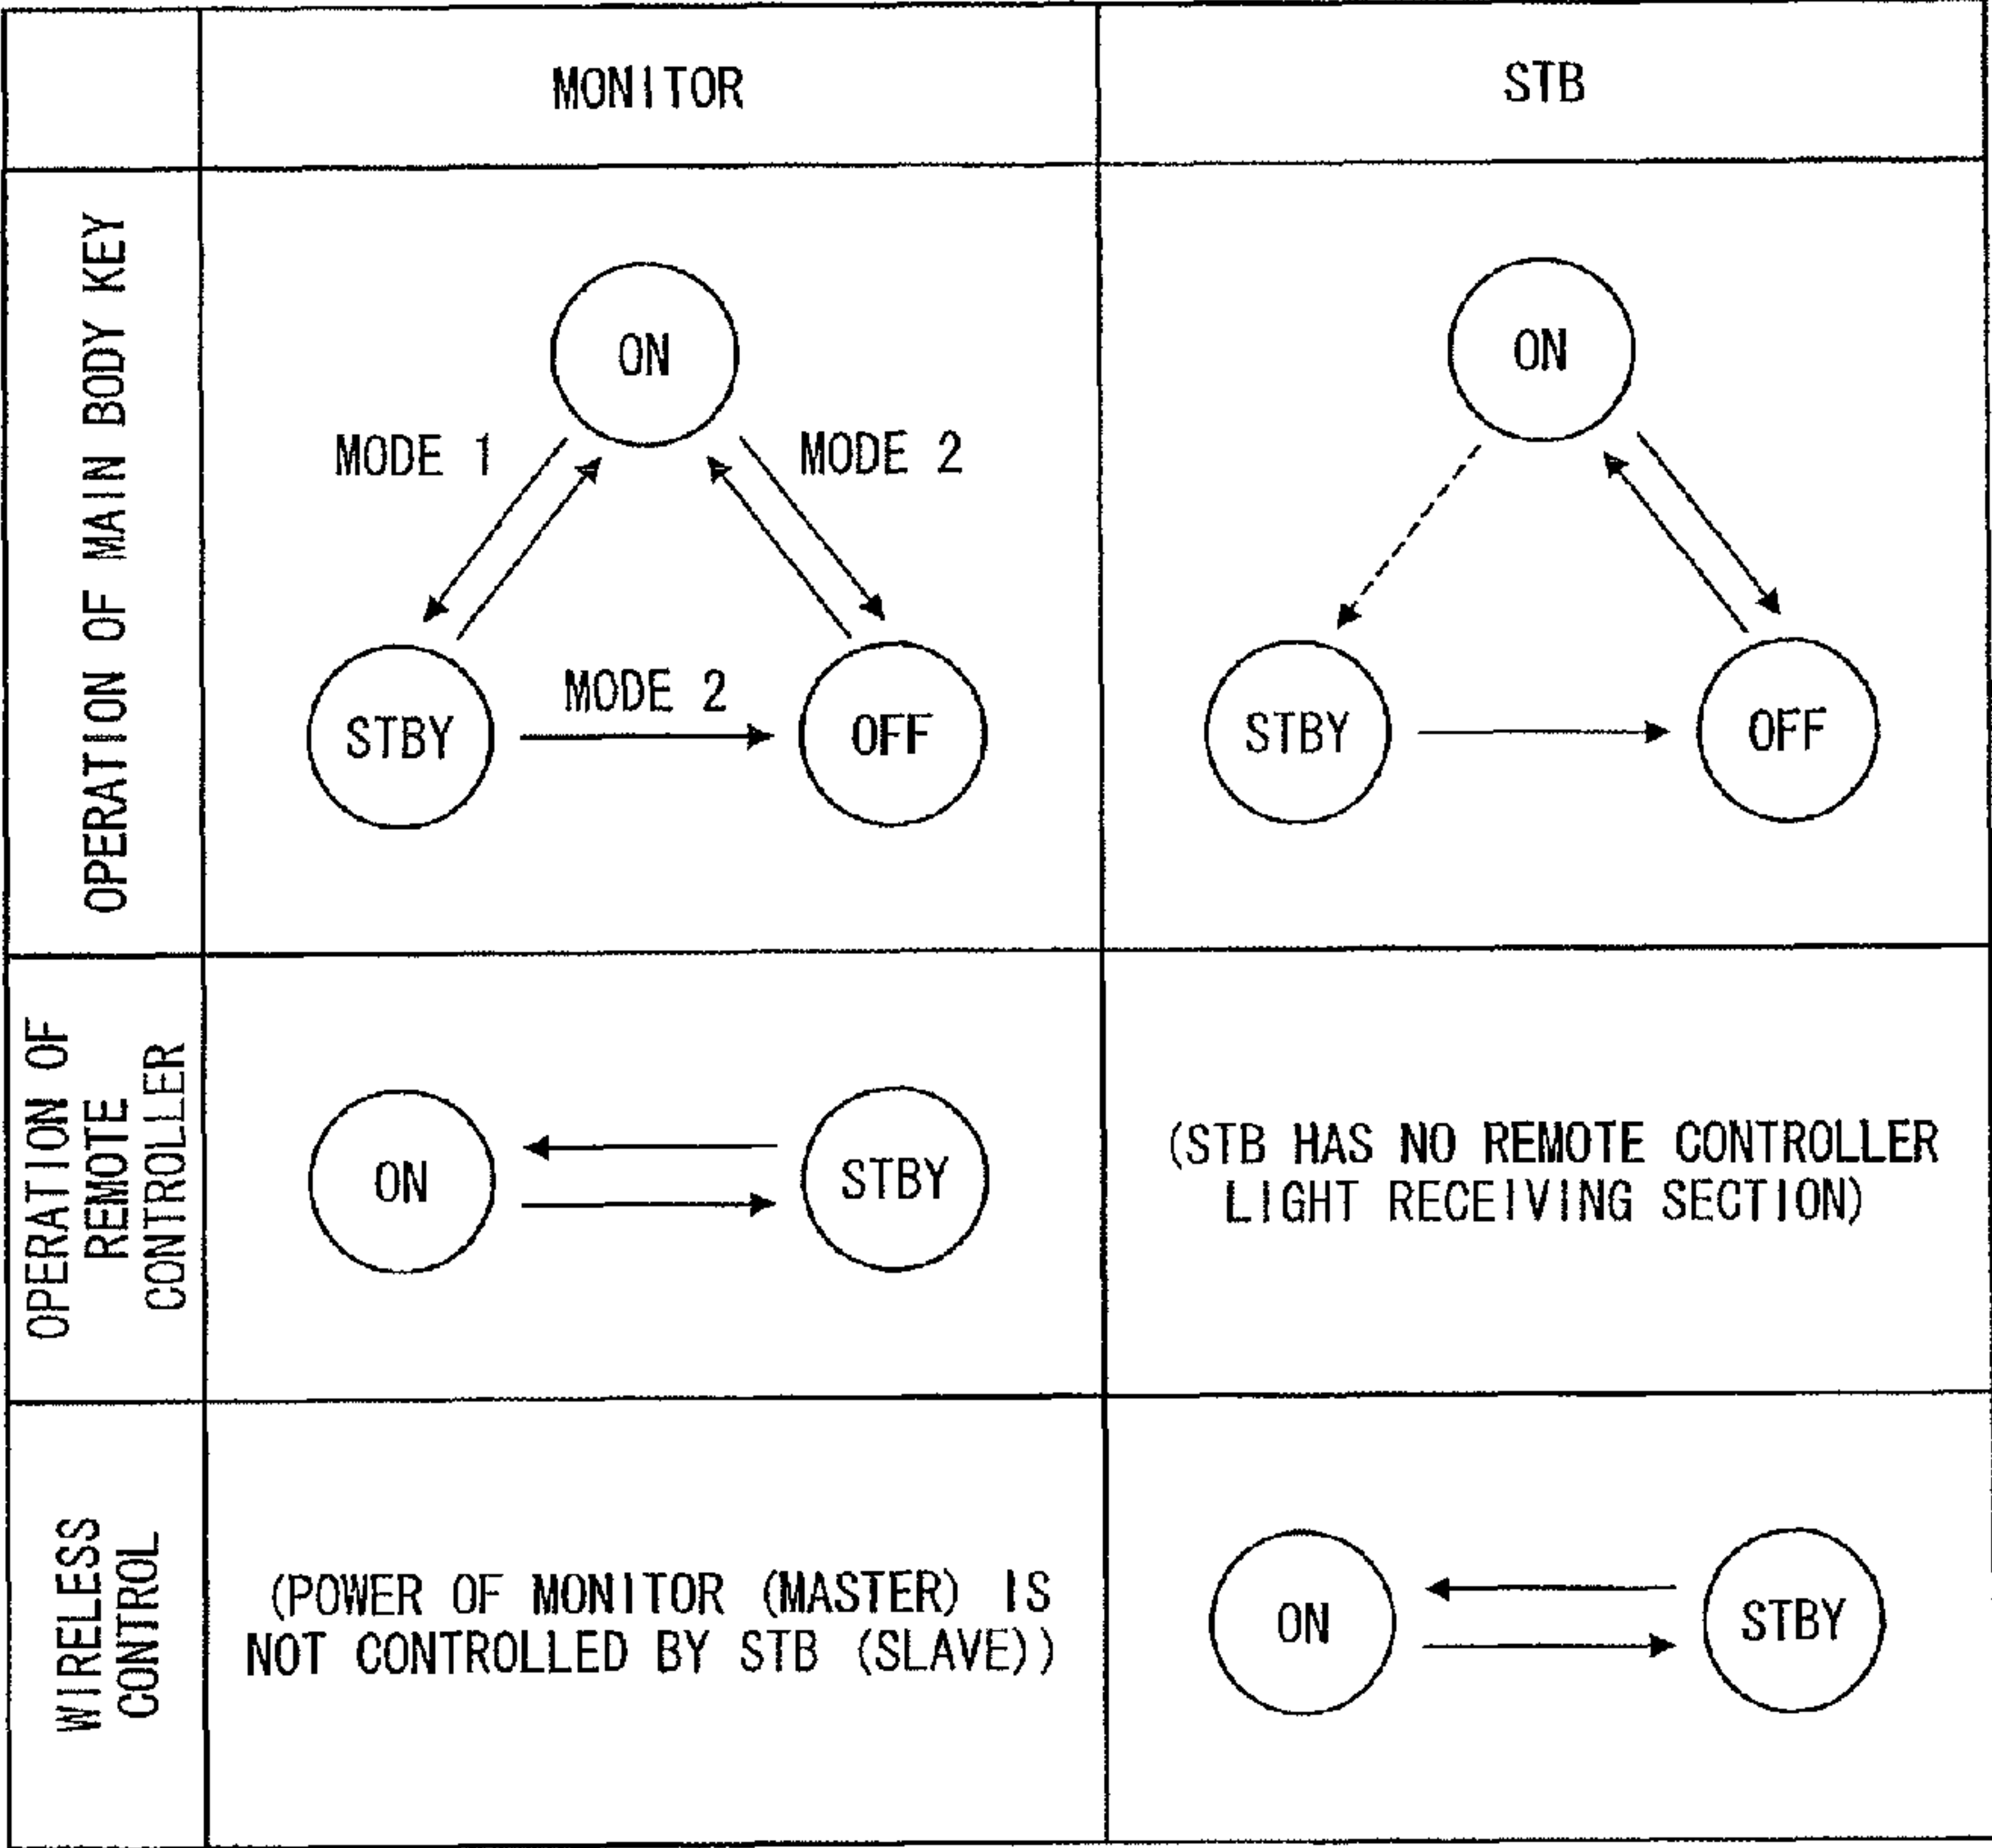 MONITOR
STB
OPERATION OF MAIN BODY KEY
ON
MODE 1
MODE 2
STBY
MODE 2
OFF
ON
STBY
OFF
OPERATION OF
REMOTE
CONTROLLER
ON
STBY
(STB HAS NO REMOTE CONTROLLER
LIGHT RECEIVING SECTION)
WIRELESS
CONTROL
(POWER OF MONITOR (MASTER) IS
NOT CONTROLLED BY STB (SLAVE))
ON
STBY